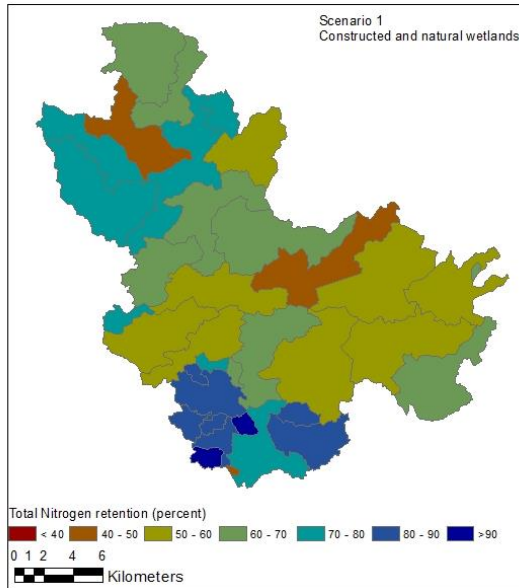 Scenario 1
Constructed and natural wetlands
Total Nitrogen retention (percent)
< 40 40 - 50 50 - 60 60 - 70 70 - 80 80 - 90 >90
0 1 2 4 6
Kilometers